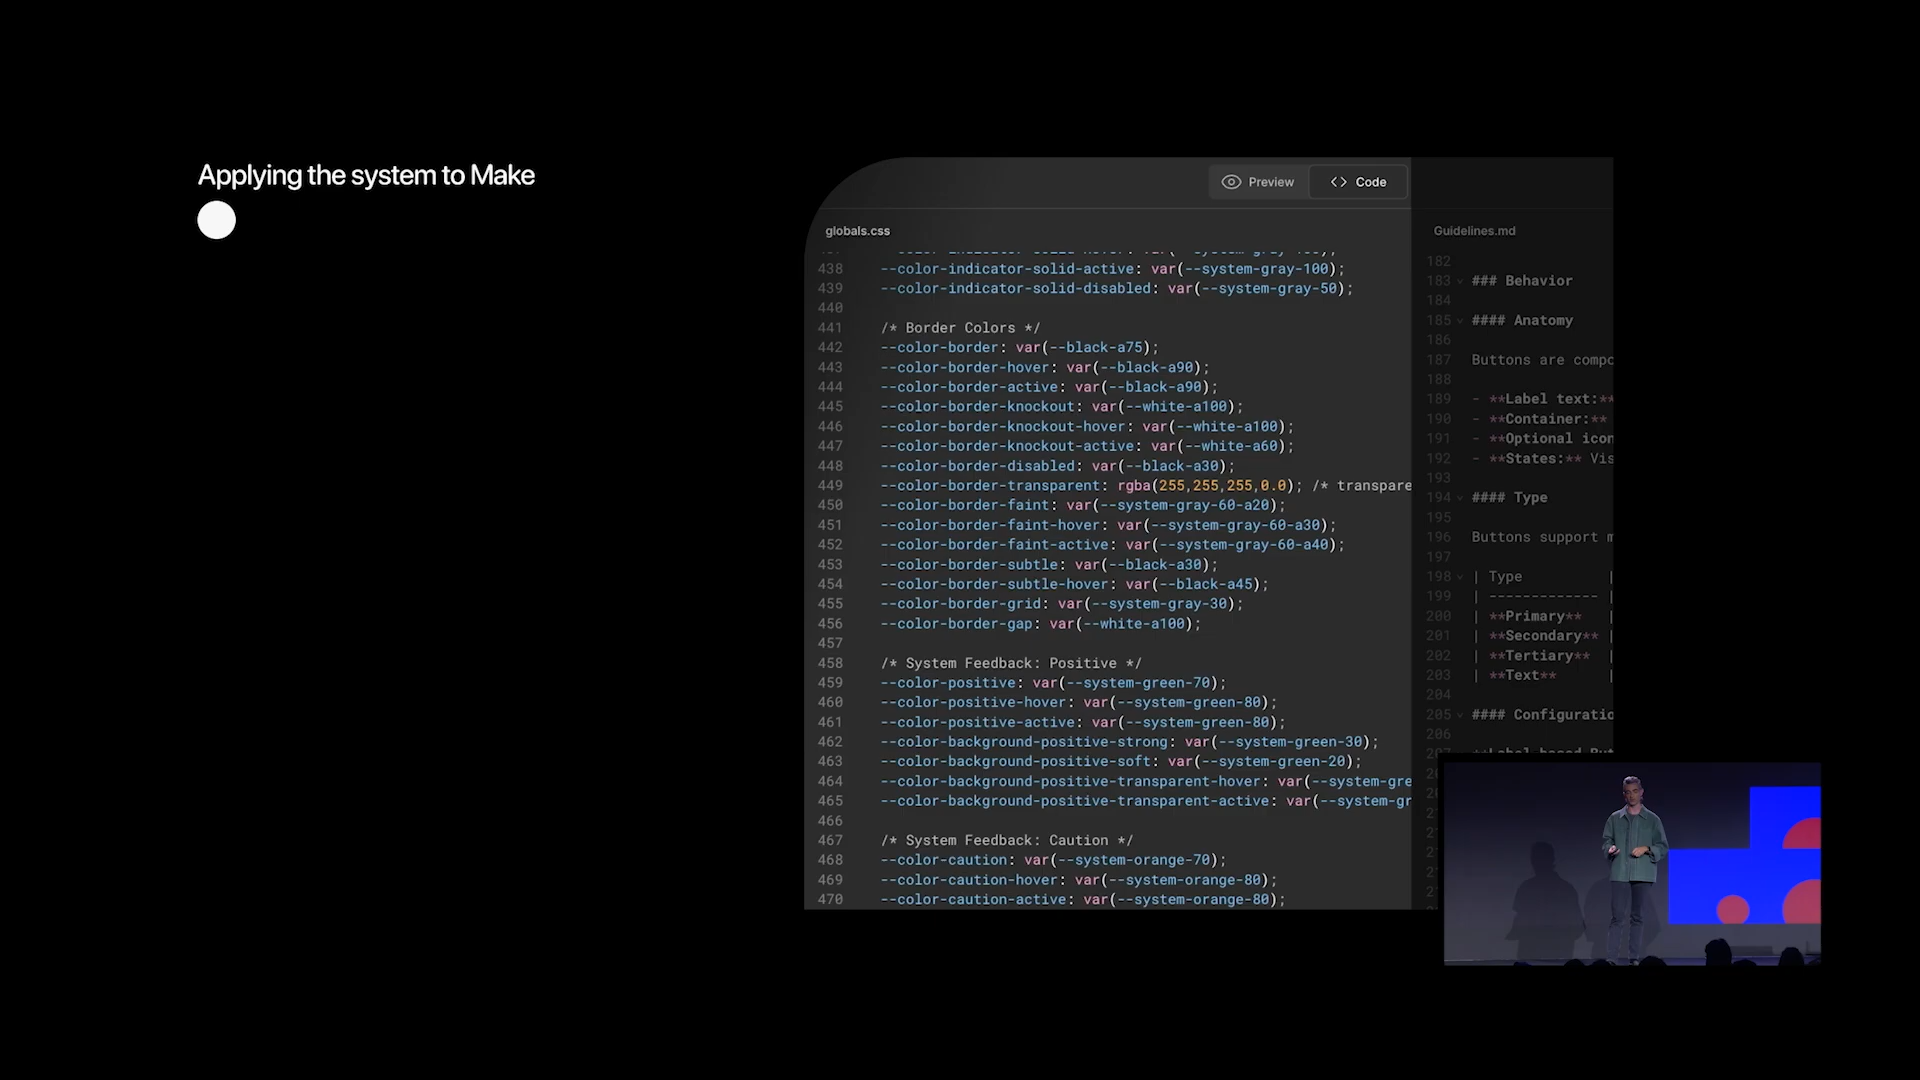 Applying the system to Make
Preview
Code
globals.css
438 --color-indicator-solid-active: var(--system-gray-100);
439 --color-indicator-solid-disabled: var(--system-gray-50);
440
441 /* Border Colors */
442 --color-border: var(--black-a75);
443 --color-border-hover: var(--black-a90);
444 --color-border-active: var(--black-a90);
445 --color-border-knockout: var(--white-a100);
446 --color-border-knockout-hover: var(--white-a100);
447 --color-border-knockout-active: var(--white-a60);
448 --color-border-disabled: var(--black-a30);
449 --color-border-transparent: rgba(255,255,255,0.0); /* transpare
450 --color-border-faint: var(--system-gray-60-a20);
451 --color-border-faint-hover: var(--system-gray-60-a30);
452 --color-border-faint-active: var(--system-gray-60-a40);
453 --color-border-subtle: var(--black-a30);
454 --color-border-subtle-hover: var(--black-a45);
455 --color-border-grid: var(--system-gray-30);
456 --color-border-gap: var(--white-a100);
457
458 /* System Feedback: Positive */
459 --color-positive: var(--system-green-70);
460 --color-positive-hover: var(--system-green-80);
461 --color-positive-active: var(--system-green-80);
462 --color-background-positive-strong: var(--system-green-30);
463 --color-background-positive-soft: var(--system-green-20);
464 --color-background-positive-transparent-hover: var(--system-gre
465 --color-background-positive-transparent-active: var(--system-gr
466
467 /* System Feedback: Caution */
468 --color-caution: var(--system-orange-70);
469 --color-caution-hover: var(--system-orange-80);
470 --color-caution-active: var(--system-orange-80);
Guidelines.md
182
183 ### Behavior
184
185 #### Anatomy
186
187 Buttons are compo
188
189 - **Label text:**
190 - **Container:**
191 - **Optional icon
192 - **States:** Vis
193
194 #### Type
195
196 Buttons support m
197
198 | Type |
199 | ------------- |
200 | **Primary** |
201 | **Secondary** |
202 | **Tertiary** |
203 | **Text** |
204
205 #### Configuratio
206